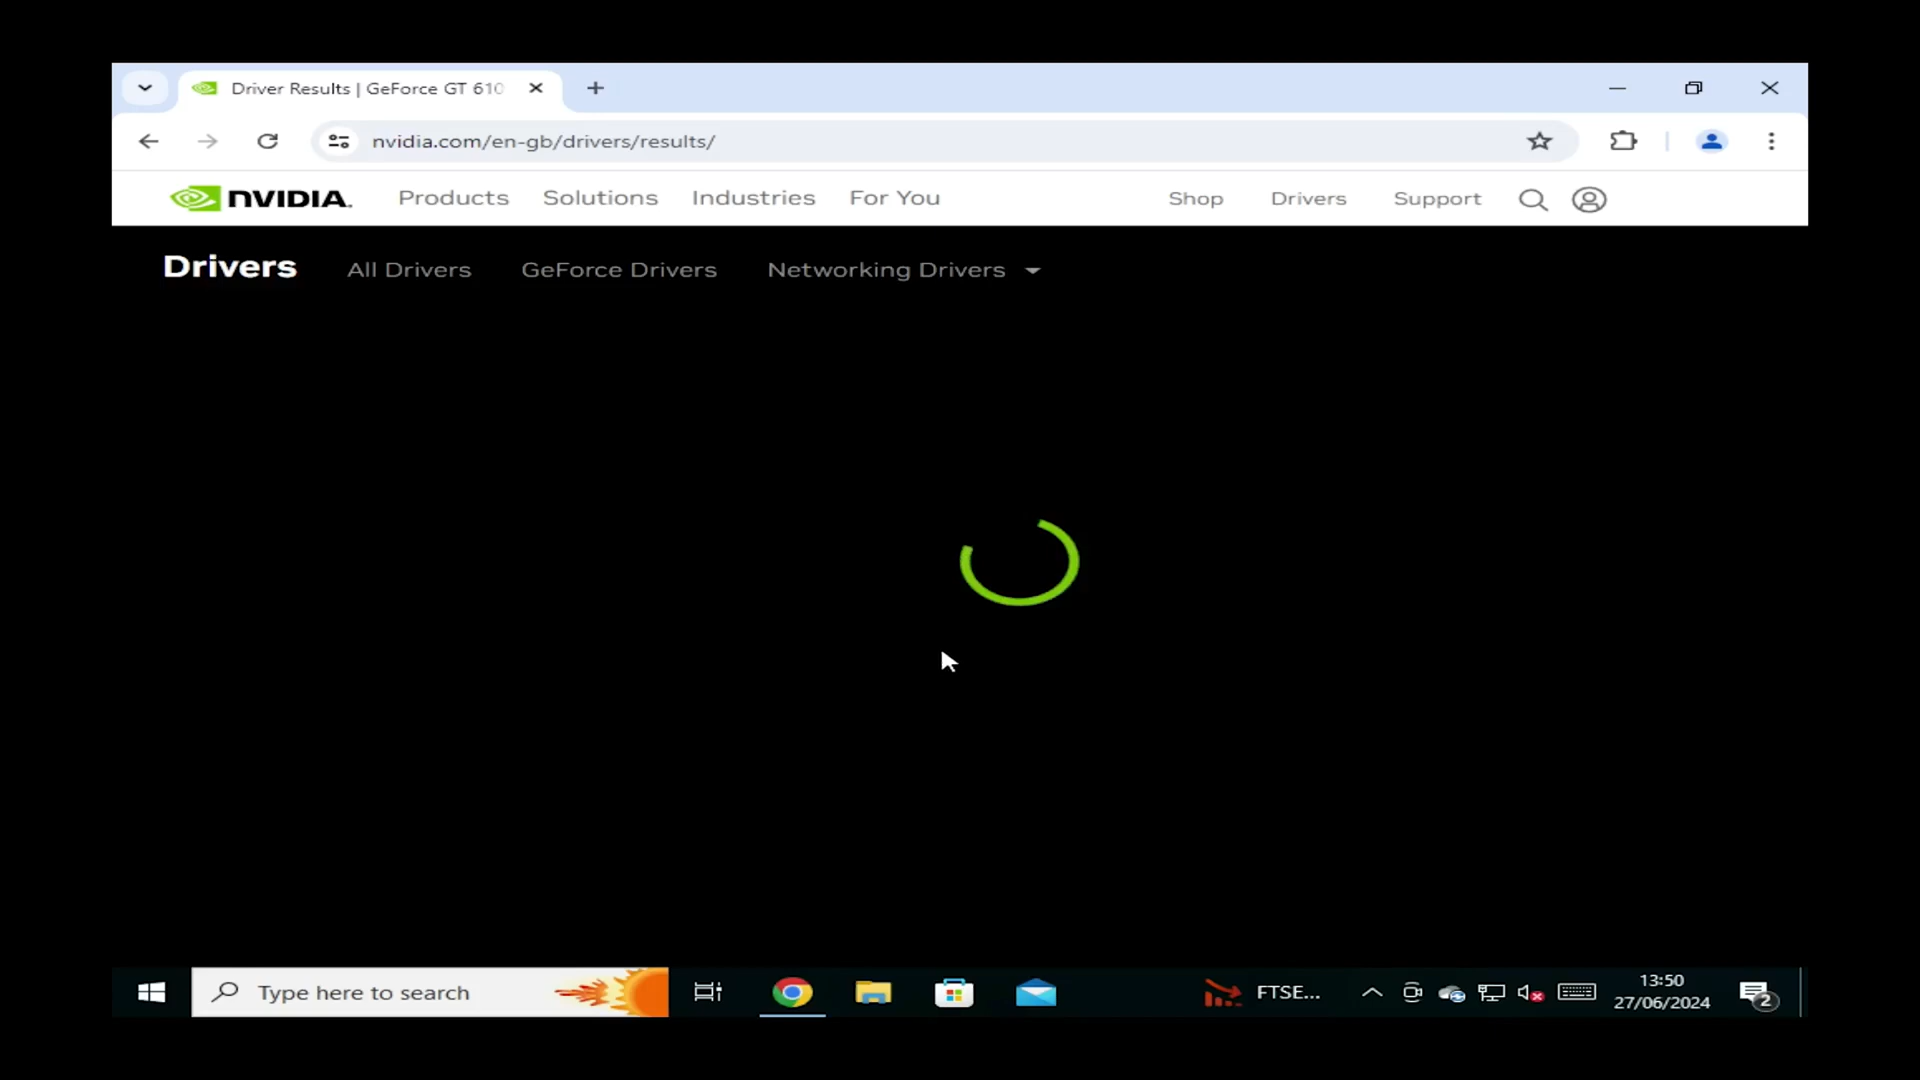 Driver Results | GeForce GT 610
nvidia.com/en-gb/drivers/results/
NVIDIA. Products Solutions Industries For You Shop Drivers Support
Drivers All Drivers GeForce Drivers Networking Drivers
Type here to search FTSE... 13:50
27/06/2024 2